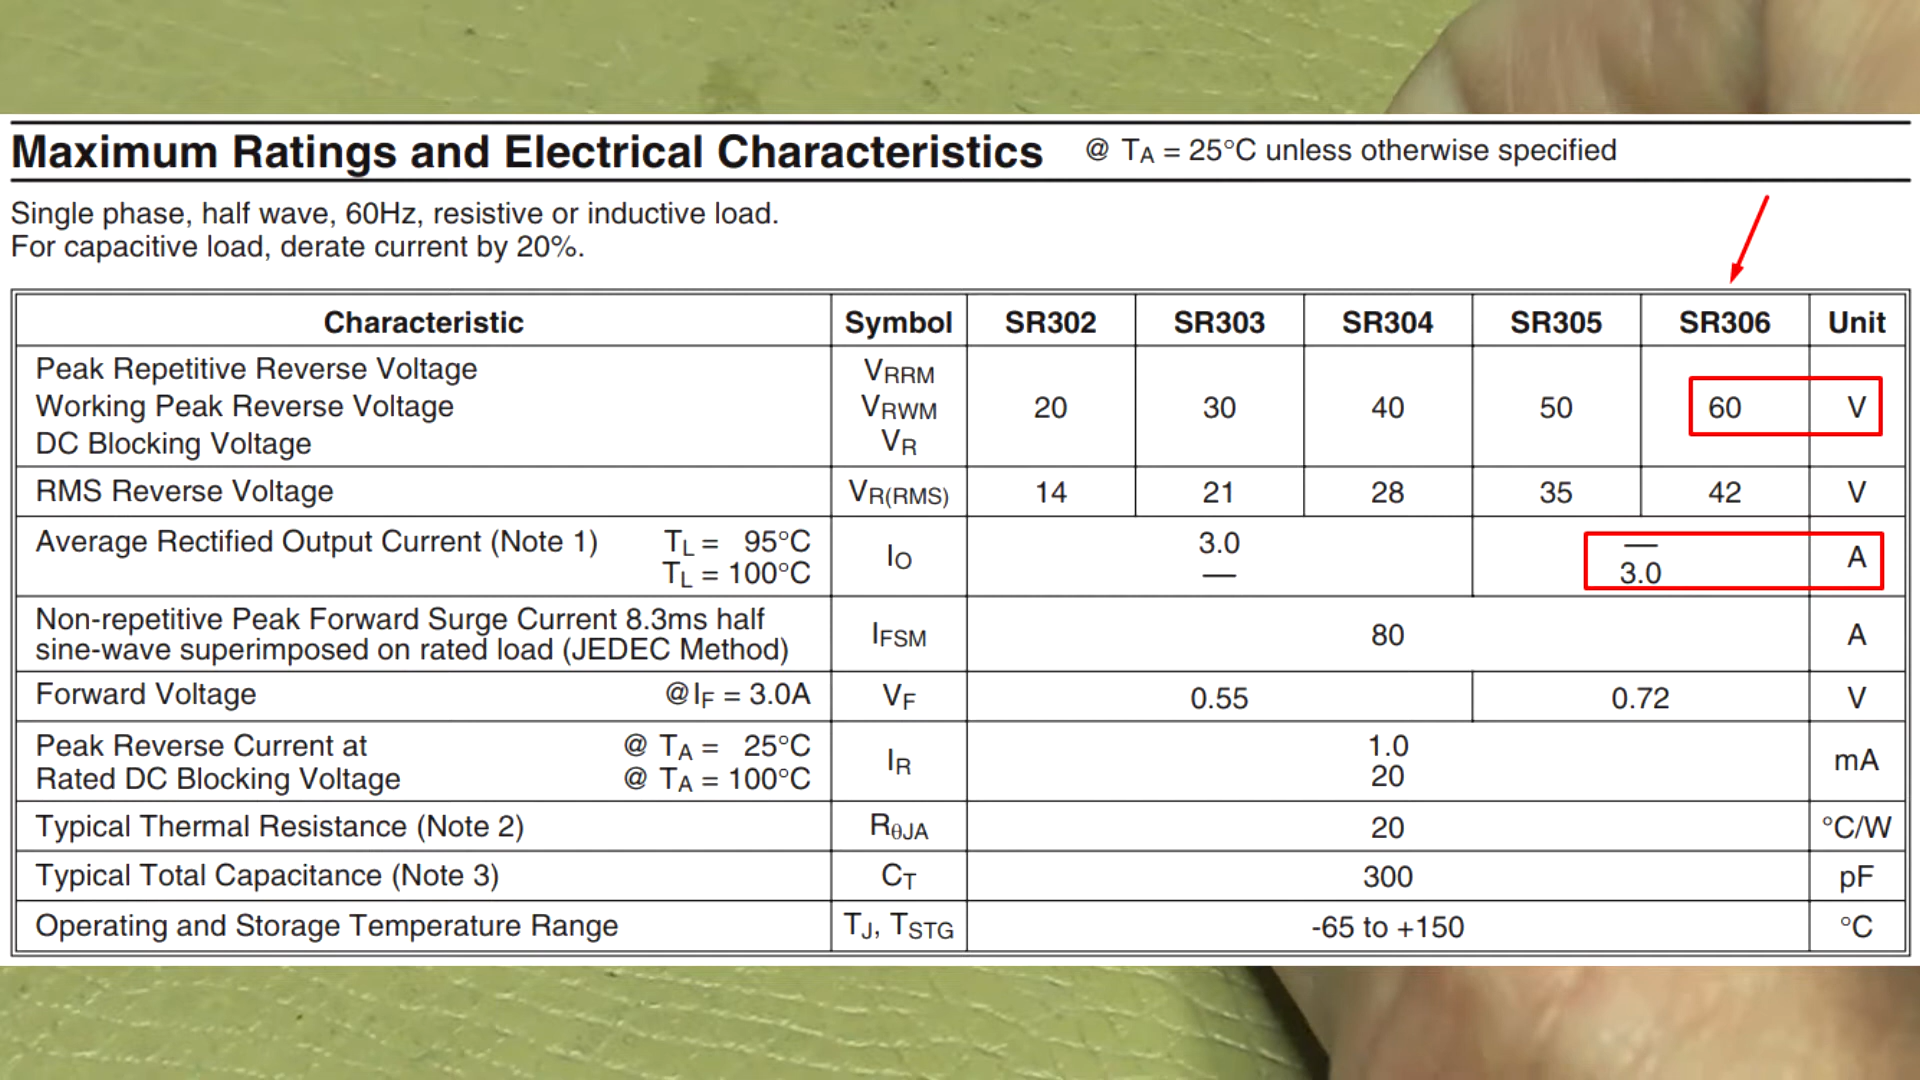 Maximum Ratings and Electrical Characteristics @ TA = 25°C unless otherwise specified
Single phase, half wave, 60Hz, resistive or inductive load.
For capacitive load, derate current by 20%.
Characteristic Symbol SR302 SR303 SR304 SR305 SR306 Unit
Peak Repetitive Reverse Voltage VRRM
Working Peak Reverse Voltage VRWM 20 30 40 50 60 V
DC Blocking Voltage VR
RMS Reverse Voltage VR(RMS) 14 21 28 35 42 V
Average Rectified Output Current (Note 1) TL = 95°C IO 3.0 — A
TL = 100°C — 3.0
Non-repetitive Peak Forward Surge Current 8.3ms half
sine-wave superimposed on rated load (JEDEC Method) IFSM 80 A
Forward Voltage @ IF = 3.0A VF 0.55 0.72 V
Peak Reverse Current at @ TA = 25°C IR 1.0 mA
Rated DC Blocking Voltage @ TA = 100°C 20
Typical Thermal Resistance (Note 2) RθJA 20 °C/W
Typical Total Capacitance (Note 3) CT 300 pF
Operating and Storage Temperature Range TJ, TSTG -65 to +150 °C